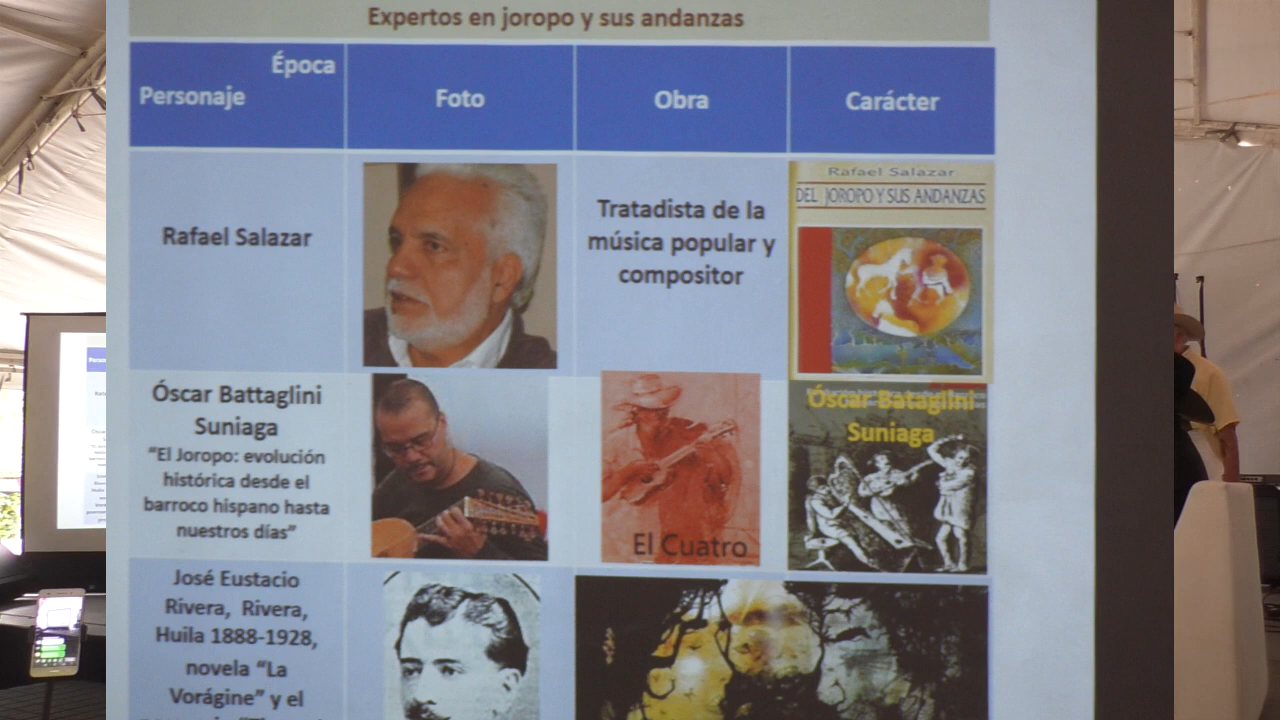 Expertos en joropo y sus andanzas
Época
Personaje
Foto
Obra
Carácter
Rafael Salazar
Tratadista de la
música popular y
compositor
Rafael Salazar
DEL JOROPO Y SUS ANDANZAS
Óscar Battaglini
Suniaga
"El Joropo: evolución
histórica desde el
barroco hispano hasta
nuestros días"
El Cuatro
Óscar Bataglini
Suniaga
José Eustacio
Rivera, Rivera,
Huila 1888-1928,
novela "La
Vorágine" y el